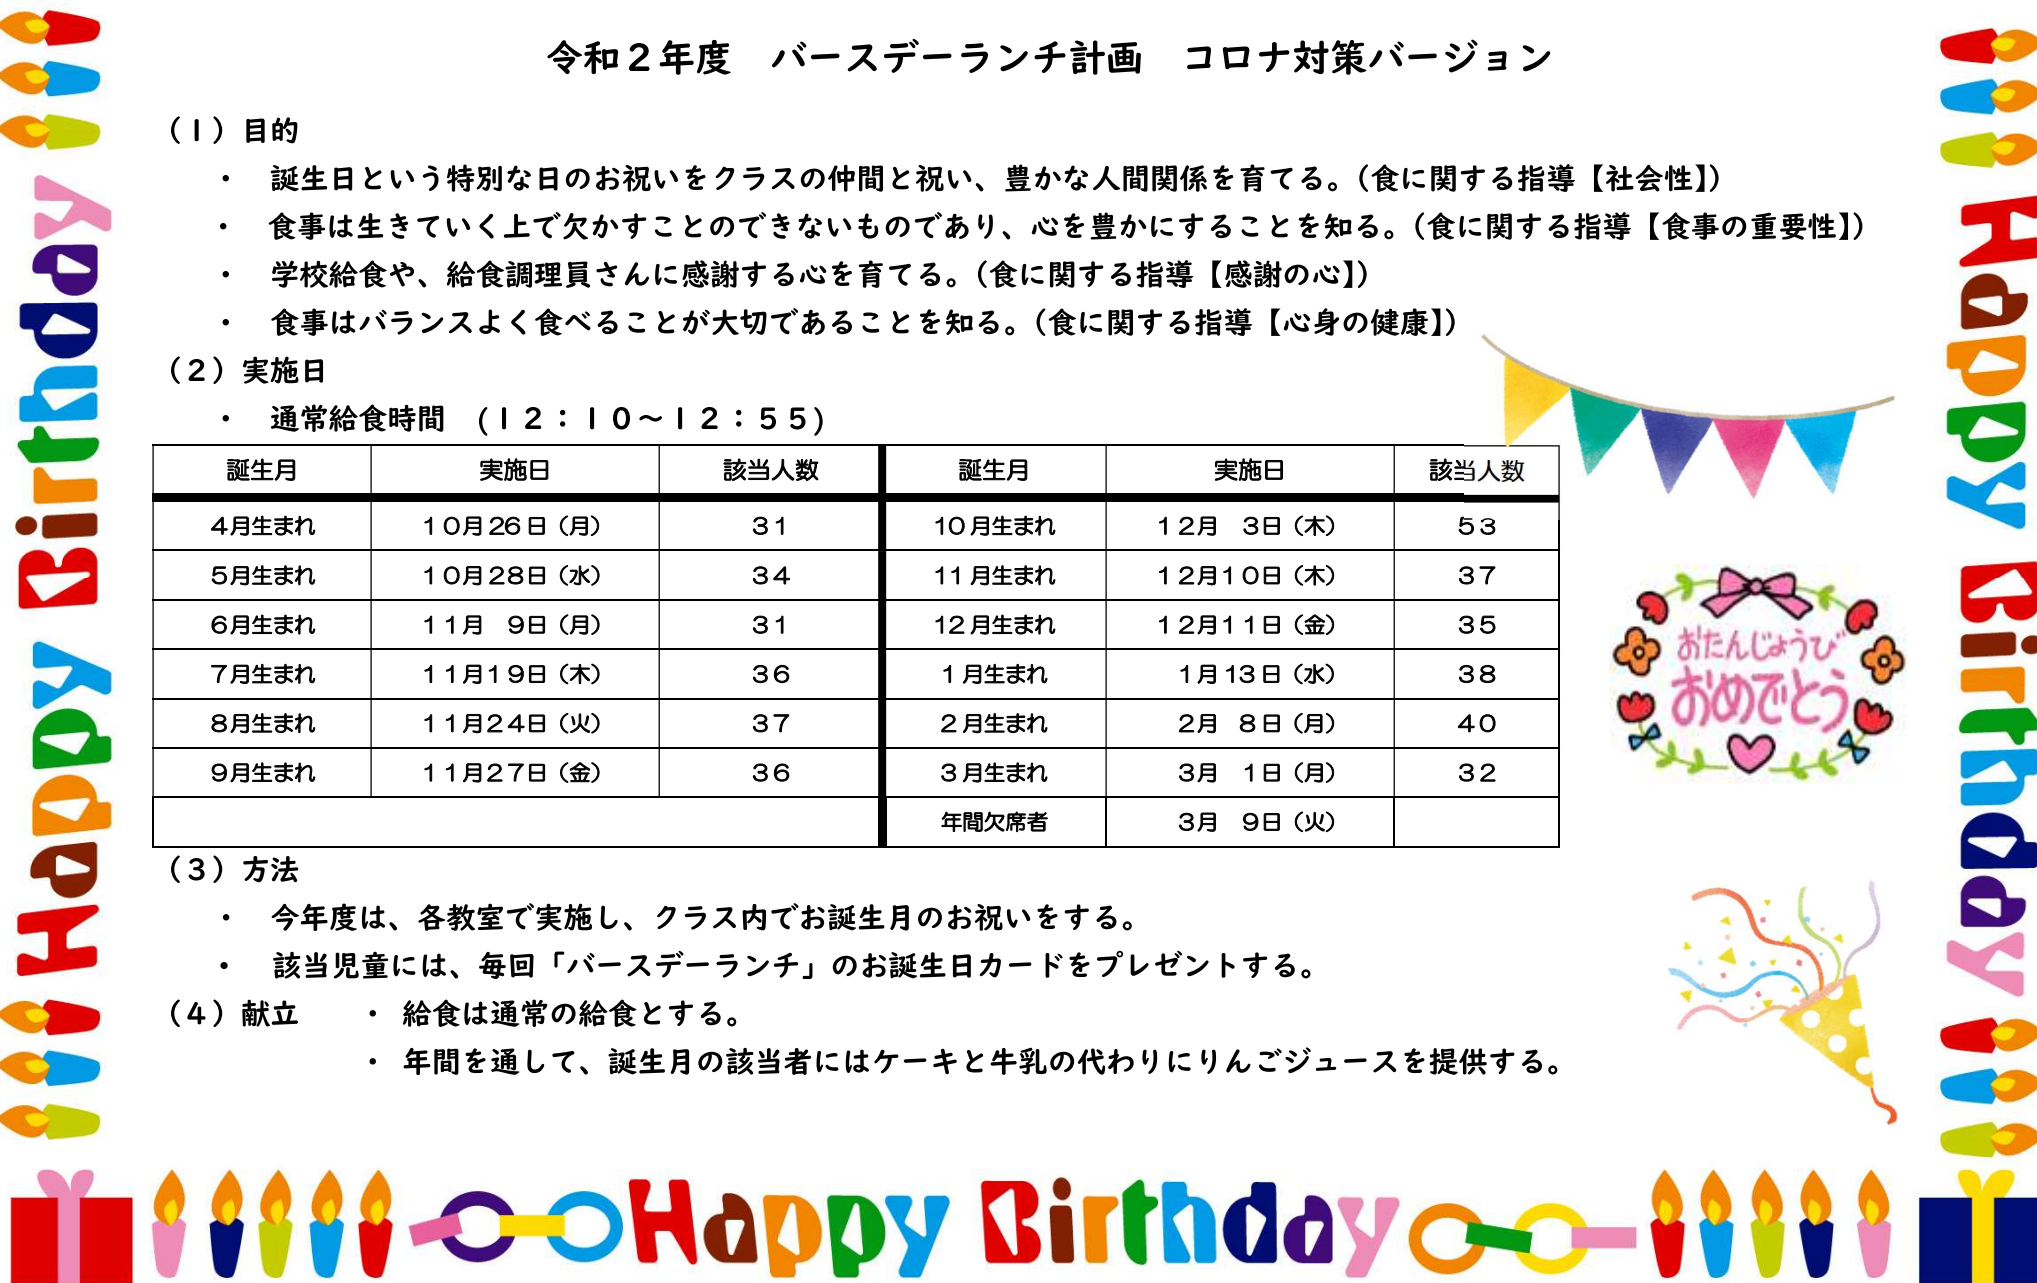 令和２年度　バースデーランチ計画　コロナ対策バージョン
（１）目的
・　誕生日という特別な日のお祝いをクラスの仲間と祝い、豊かな人間関係を育てる。（食に関する指導【社会性】）
・　食事は生きていく上で欠かすことのできないものであり、心を豊かにすることを知る。（食に関する指導【食事の重要性】）
・　学校給食や、給食調理員さんに感謝する心を育てる。（食に関する指導【感謝の心】）
・　食事はバランスよく食べることが大切であることを知る。（食に関する指導【心身の健康】）
（２）実施日
・　通常給食時間　(１２：１０～１２：５５)
誕生月　実施日　該当人数　誕生月　実施日　該当人数
４月生まれ　１０月26日（月）　３１　10月生まれ　１２月　３日（木）　５３
５月生まれ　１０月２８日（水）　３４　11月生まれ　１２月１０日（木）　３７
６月生まれ　１１月　９日（月）　３１　12月生まれ　１２月１１日（金）　３５
７月生まれ　１１月１９日（木）　３６　１月生まれ　１月13日（水）　３８
８月生まれ　１１月２４日（火）　３７　２月生まれ　２月　８日（月）　４０
９月生まれ　１１月２７日（金）　３６　３月生まれ　３月　１日（月）　３２
年間欠席者　３月　９日（火）
（３）方法
・　今年度は、各教室で実施し、クラス内でお誕生月のお祝いをする。
・　該当児童には、毎回「バースデーランチ」のお誕生日カードをプレゼントする。
（４）献立　　・ 給食は通常の給食とする。
・ 年間を通して、誕生月の該当者にはケーキと牛乳の代わりにりんごジュースを提供する。
おたんじょうび
おめでとう
Happy Birthday
Happy Birthday
Happy Birthday